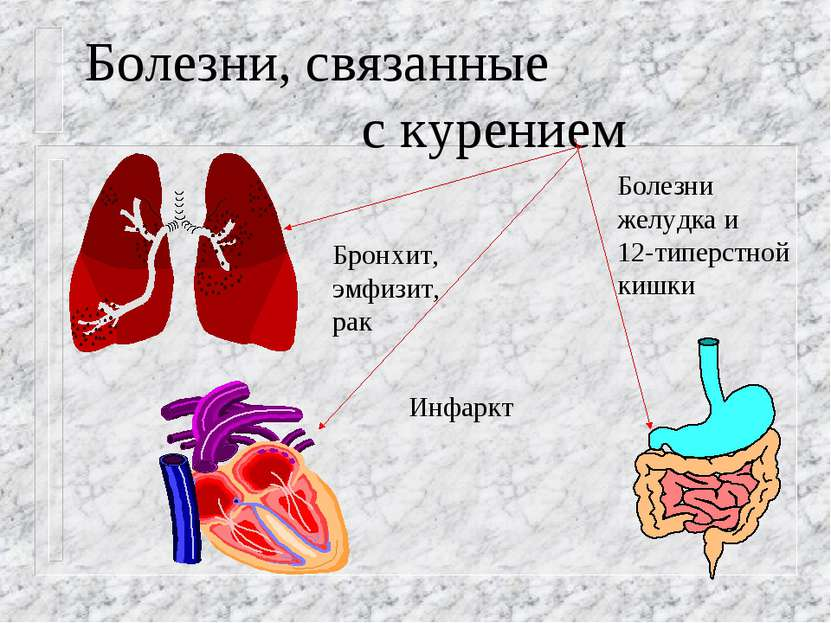 Болезни, связанные
с курением
Болезни
желудка и
12-типерстной
кишки
Бронхит,
эмфизит,
рак
Инфаркт